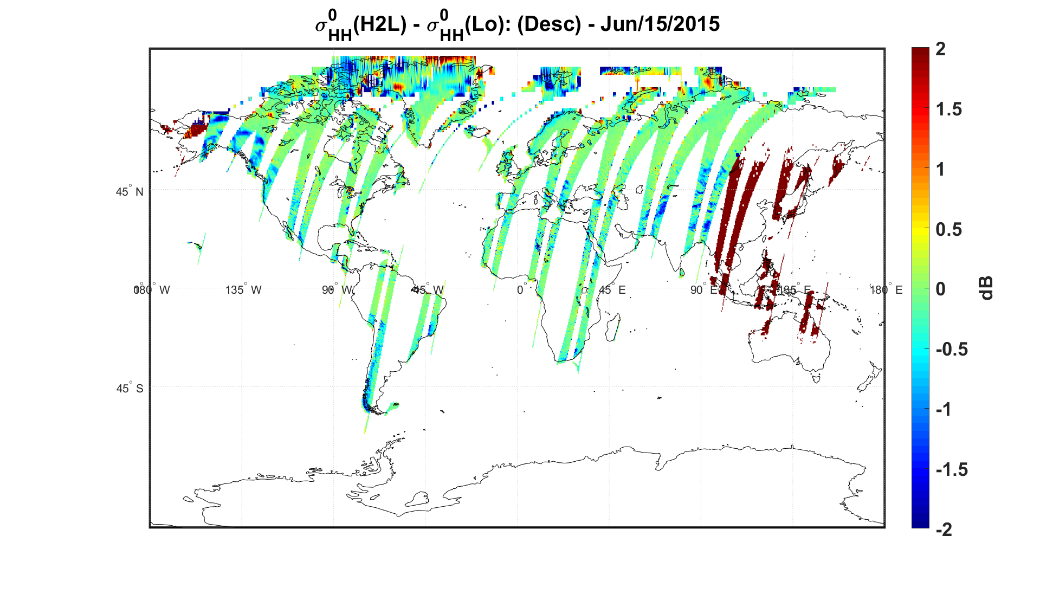 σ⁰HH(H2L) - σ⁰HH(Lo): (Desc) - Jun/15/2015
2
1.5
1
0.5
0
-0.5
-1
-1.5
-2
dB
45° N
180° W
135° W
90° W
45° W
0°
45° E
90° E
135° E
180° E
45° S